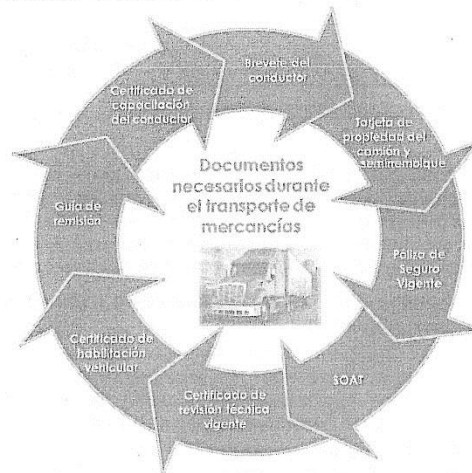 Documentos
necesarios durante
el transporte de
mercancías
Brevete del
conductor
Tarjeta de
propiedad del
camión y
semirremolque
Póliza de
Seguro
Vigente
SOAT
Certificado de
revisión técnica
vigente
Certificado de
habilitación
vehicular
Guía de
remisión
Certificado de
capacitación
del conductor